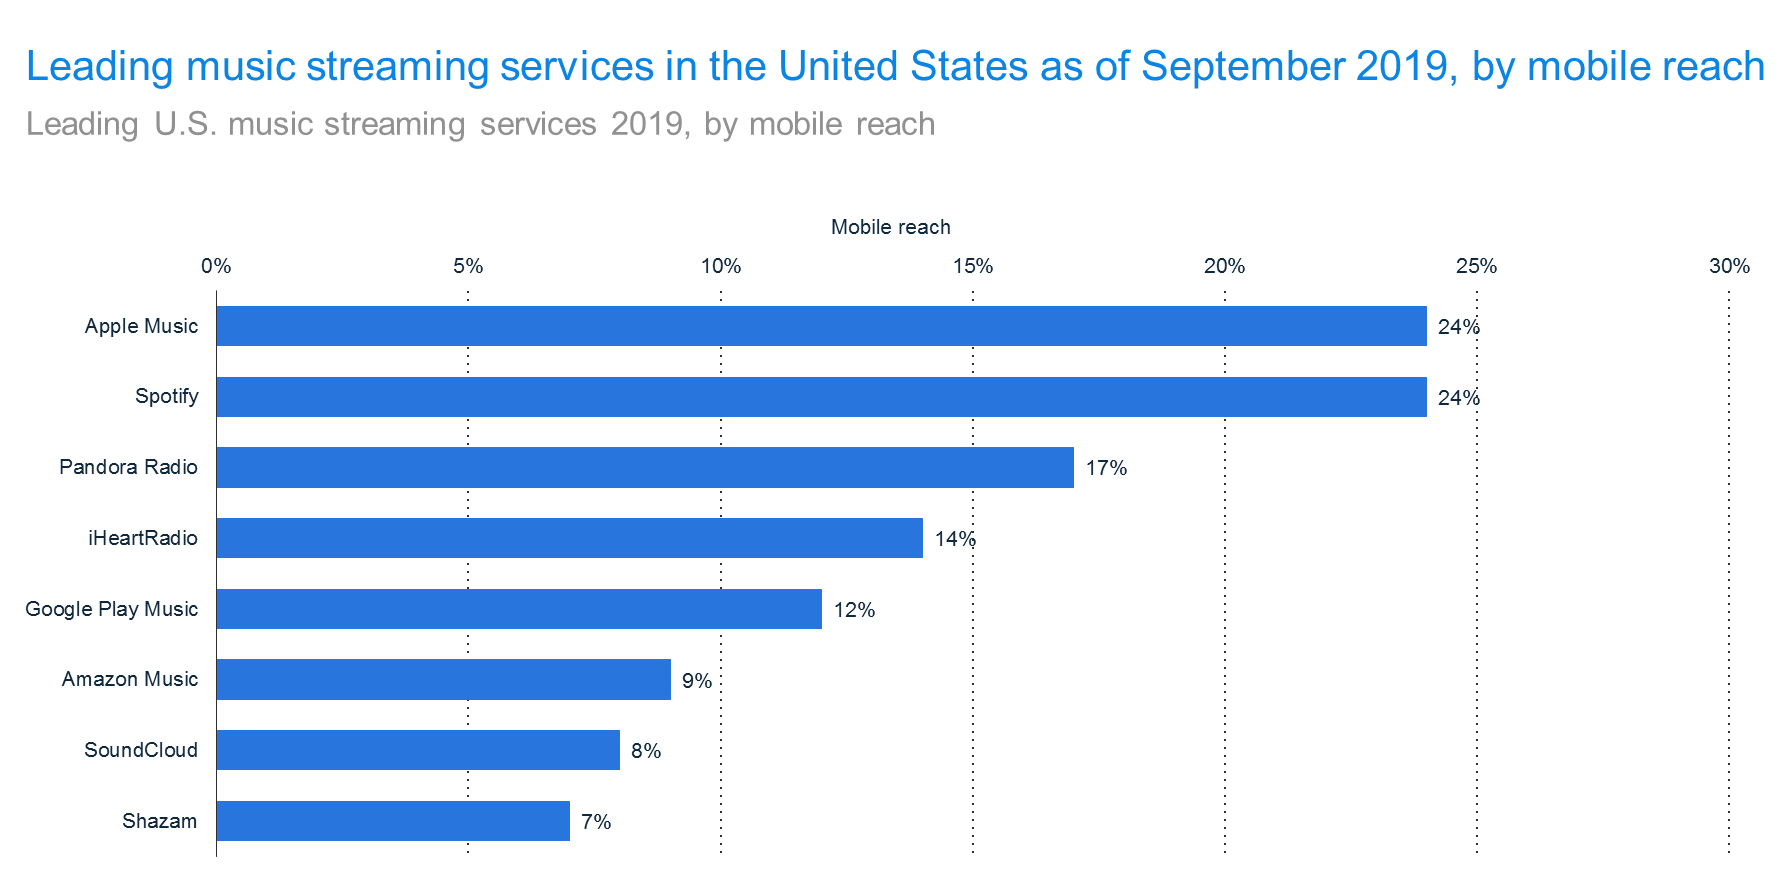 Leading music streaming services in the United States as of September 2019, by mobile reach
Leading U.S. music streaming services 2019, by mobile reach
Mobile reach
0% 5% 10% 15% 20% 25% 30%
Apple Music 24%
Spotify 24%
Pandora Radio 17%
iHeartRadio 14%
Google Play Music 12%
Amazon Music 9%
SoundCloud 8%
Shazam 7%